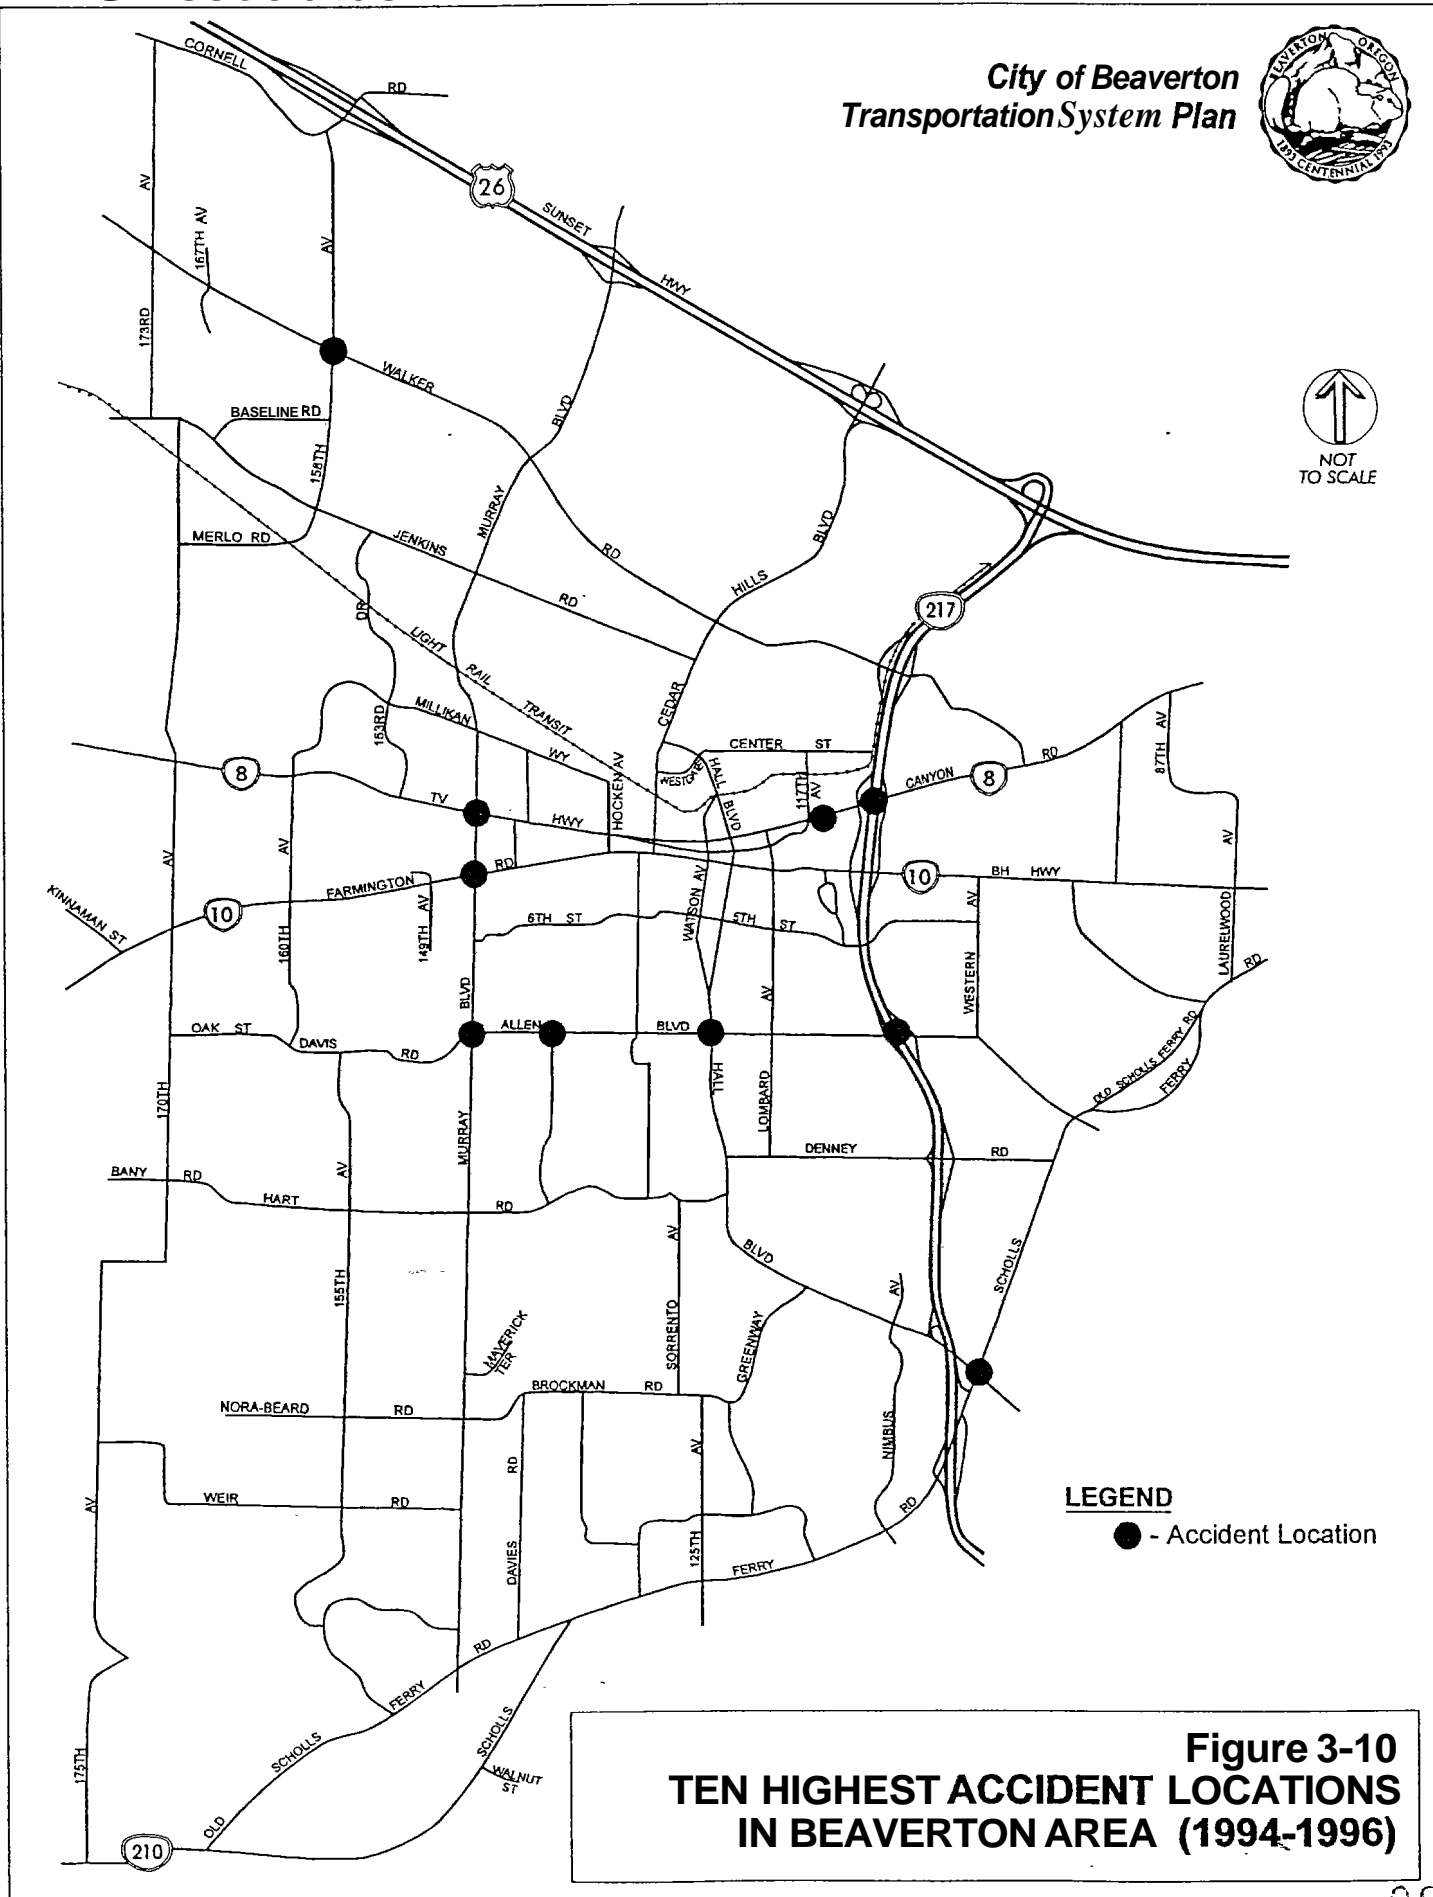 City of Beaverton
Transportation System Plan
BEAVERTON OREGON
1893 CENTENNIAL 1993
CORNELL
RD
26
SUNSET
HWY
AV
167TH AV
AV
173RD
WALKER
BLVD
BASELINE RD
158TH
MURRAY
NOT
TO SCALE
MERLO RD
JENKINS
RD
BLVD
HILLS
RD
DR
217
LIGHT
RAIL
TRANSIT
CEDAR
MILLIKAN
WY
153RD
HOCKEN AV
CENTER ST
WESTGATE
HALL
BLVD
117TH
AV
CANYON
8
RD
87TH AV
8
TV
HWY
AV
AV
AV
RD
FARMINGTON
10
BH HWY
KINNAMAN ST
10
149TH AV
160TH
6TH ST
WATSON AV
5TH ST
AV
WESTERN
LAURELWOOD
RD
BLVD
AV
OAK ST
DAVIS
RD
ALLEN
BLVD
HALL
LOMBARD
OLD SCHOLLS FERRY RD
FERRY
170TH
MURRAY
DENNEY
RD
BANY RD
AV
HART
RD
AV
BLVD
SCHOLLS
155TH
AV
MAVERICK
TER
SORRENTO
GREENWAY
BROCKMAN RD
NORA-BEARD
RD
NIMBUS
AV
RD
WEIR
RD
AV
RD
LEGEND
- Accident Location
DAVIES
125TH
FERRY
RD
FERRY
SCHOLLS
SCHOLLS
WALNUT
ST
175TH
OLD
210
Figure 3-10
TEN HIGHEST ACCIDENT LOCATIONS
IN BEAVERTON AREA (1994-1996)